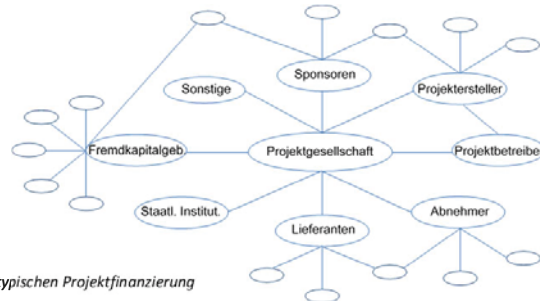 Sponsoren
Sonstige
Projektersteller
Fremdkapitalgeb.
Projektgesellschaft
Projektbetreibe
Staatl. Institut.
Abnehmer
Lieferanten
typischen Projektfinanzierung